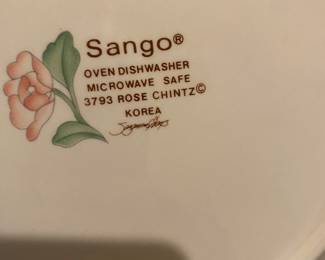 Sango®
OVEN DISHWASHER
MICROWAVE SAFE
3793 ROSE CHINTZ©
KOREA